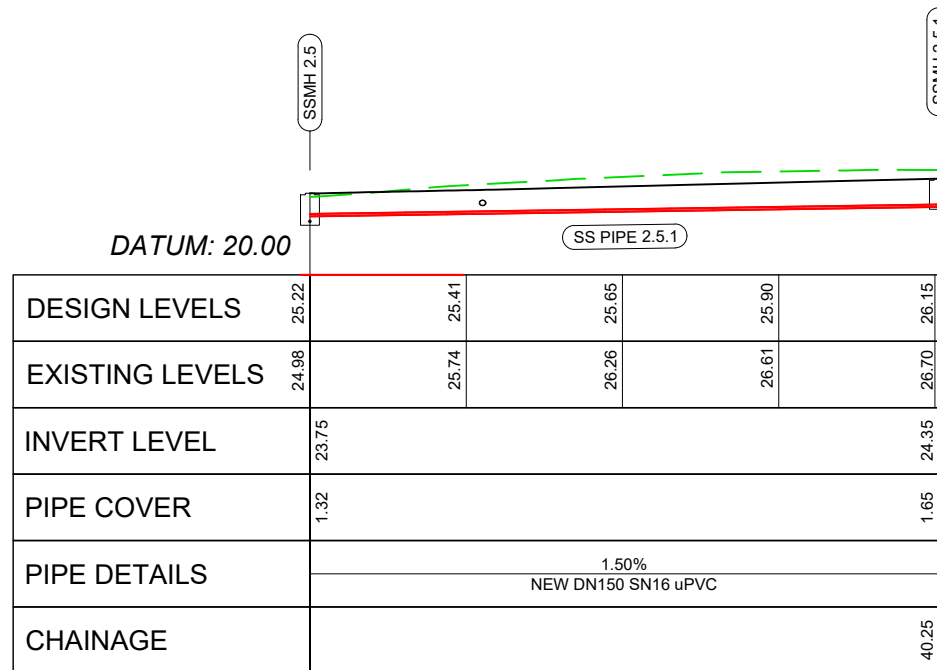 SSMH 2.5
SS PIPE 2.5.1
DATUM: 20.00
DESIGN LEVELS 25.22 25.41 25.65 25.90 26.15
EXISTING LEVELS 24.98 25.74 26.26 26.61 26.70
INVERT LEVEL 23.75 24.35
PIPE COVER 1.32 1.65
PIPE DETAILS
1.50%
NEW DN150 SN16 uPVC
CHAINAGE 40.25